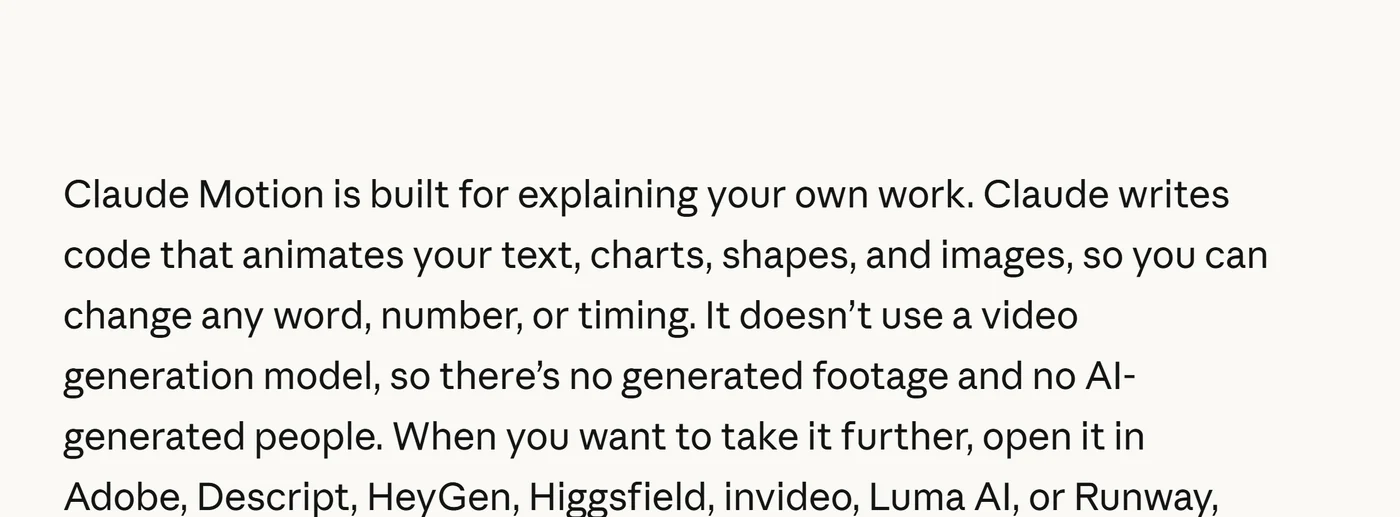 Claude Motion is built for explaining your own work. Claude writes
code that animates your text, charts, shapes, and images, so you can
change any word, number, or timing. It doesn’t use a video
generation model, so there’s no generated footage and no AI-
generated people. When you want to take it further, open it in
Adobe, Descript, HeyGen, Higgsfield, invideo, Luma AI, or Runway,